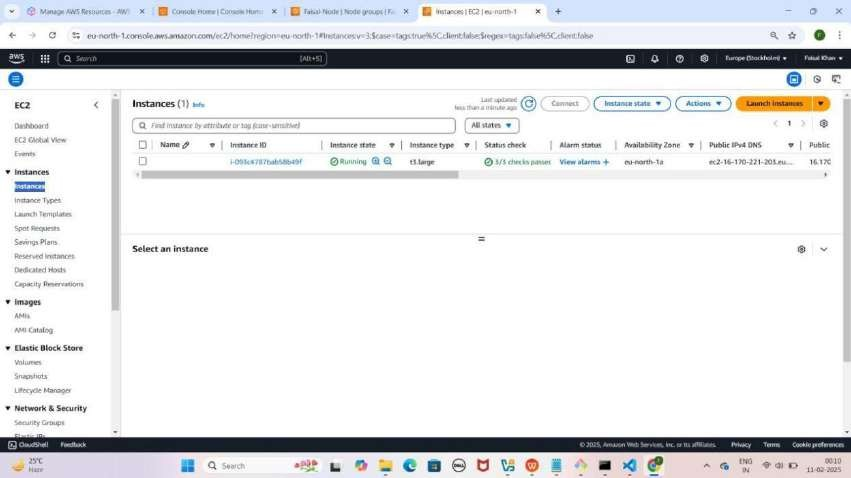 Manage AWS Resources - AWS
Console Home | Console Home
Faisal-Node | Node groups | Fa
Instances | EC2 | eu-north-1
eu-north-1.console.aws.amazon.com/ec2/home?region=eu-north-1#Instances:v=3;$case=tags:true%5C,client:false;$regex=tags:false%5C,client:false
F
aws
Search
[Alt+S]
Europe (Stockholm)
Faisal Khan
EC2
Dashboard
EC2 Global View
Events
Instances
Instances
Instance Types
Launch Templates
Spot Requests
Savings Plans
Reserved Instances
Dedicated Hosts
Capacity Reservations
Images
AMIs
AMI Catalog
Elastic Block Store
Volumes
Snapshots
Lifecycle Manager
Network & Security
Security Groups
Elastic IPs
Instances (1) Info
Last updated
less than a minute ago
Connect
Instance state
Actions
Launch instances
Find Instance by attribute or tag (case-sensitive)
All states
1
Name
Instance ID
Instance state
Instance type
Status check
Alarm status
Availability Zone
Public IPv4 DNS
Public
Running
t3.large
3/3 checks passed
View alarms +
eu-north-1a
ec2-16-170-221-203.eu....
16.170
Select an instance
CloudShell
Feedback
© 2025, Amazon Web Services, Inc. or its affiliates.
Privacy
Terms
Cookie preferences
25°C
Haze
Search
DELL
ENG
IN
00:10
11-02-2025